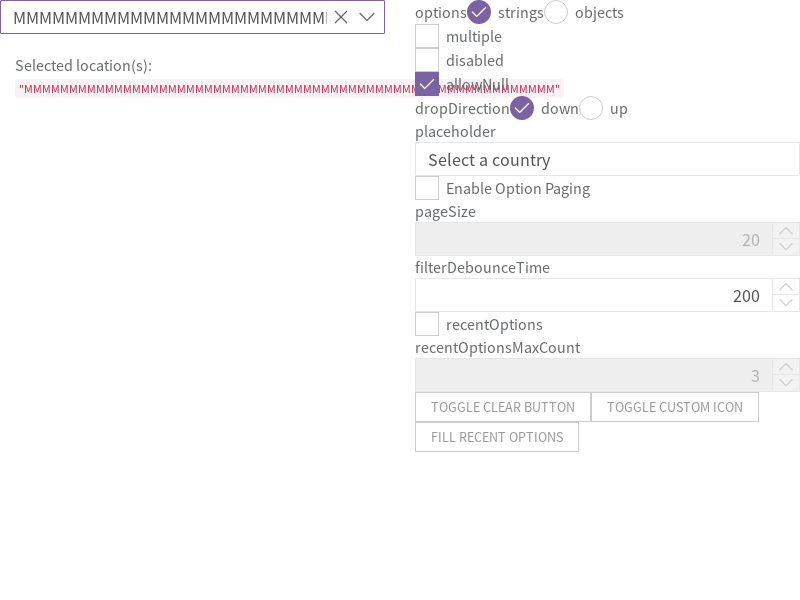 MMMMMMMMMMMMMMMMMMMMMMMM
Selected location(s):
"MMMMMMMMMMMMMMMMMMMMMMMMMMMMMMMMMMMMMMMMMMMMMMMMMMMMMMMMMMMM"
options strings objects
multiple
disabled
allowNull
dropDirection down up
placeholder
Select a country
Enable Option Paging
pageSize
20
filterDebounceTime
200
recentOptions
recentOptionsMaxCount
3
TOGGLE CLEAR BUTTON TOGGLE CUSTOM ICON
FILL RECENT OPTIONS